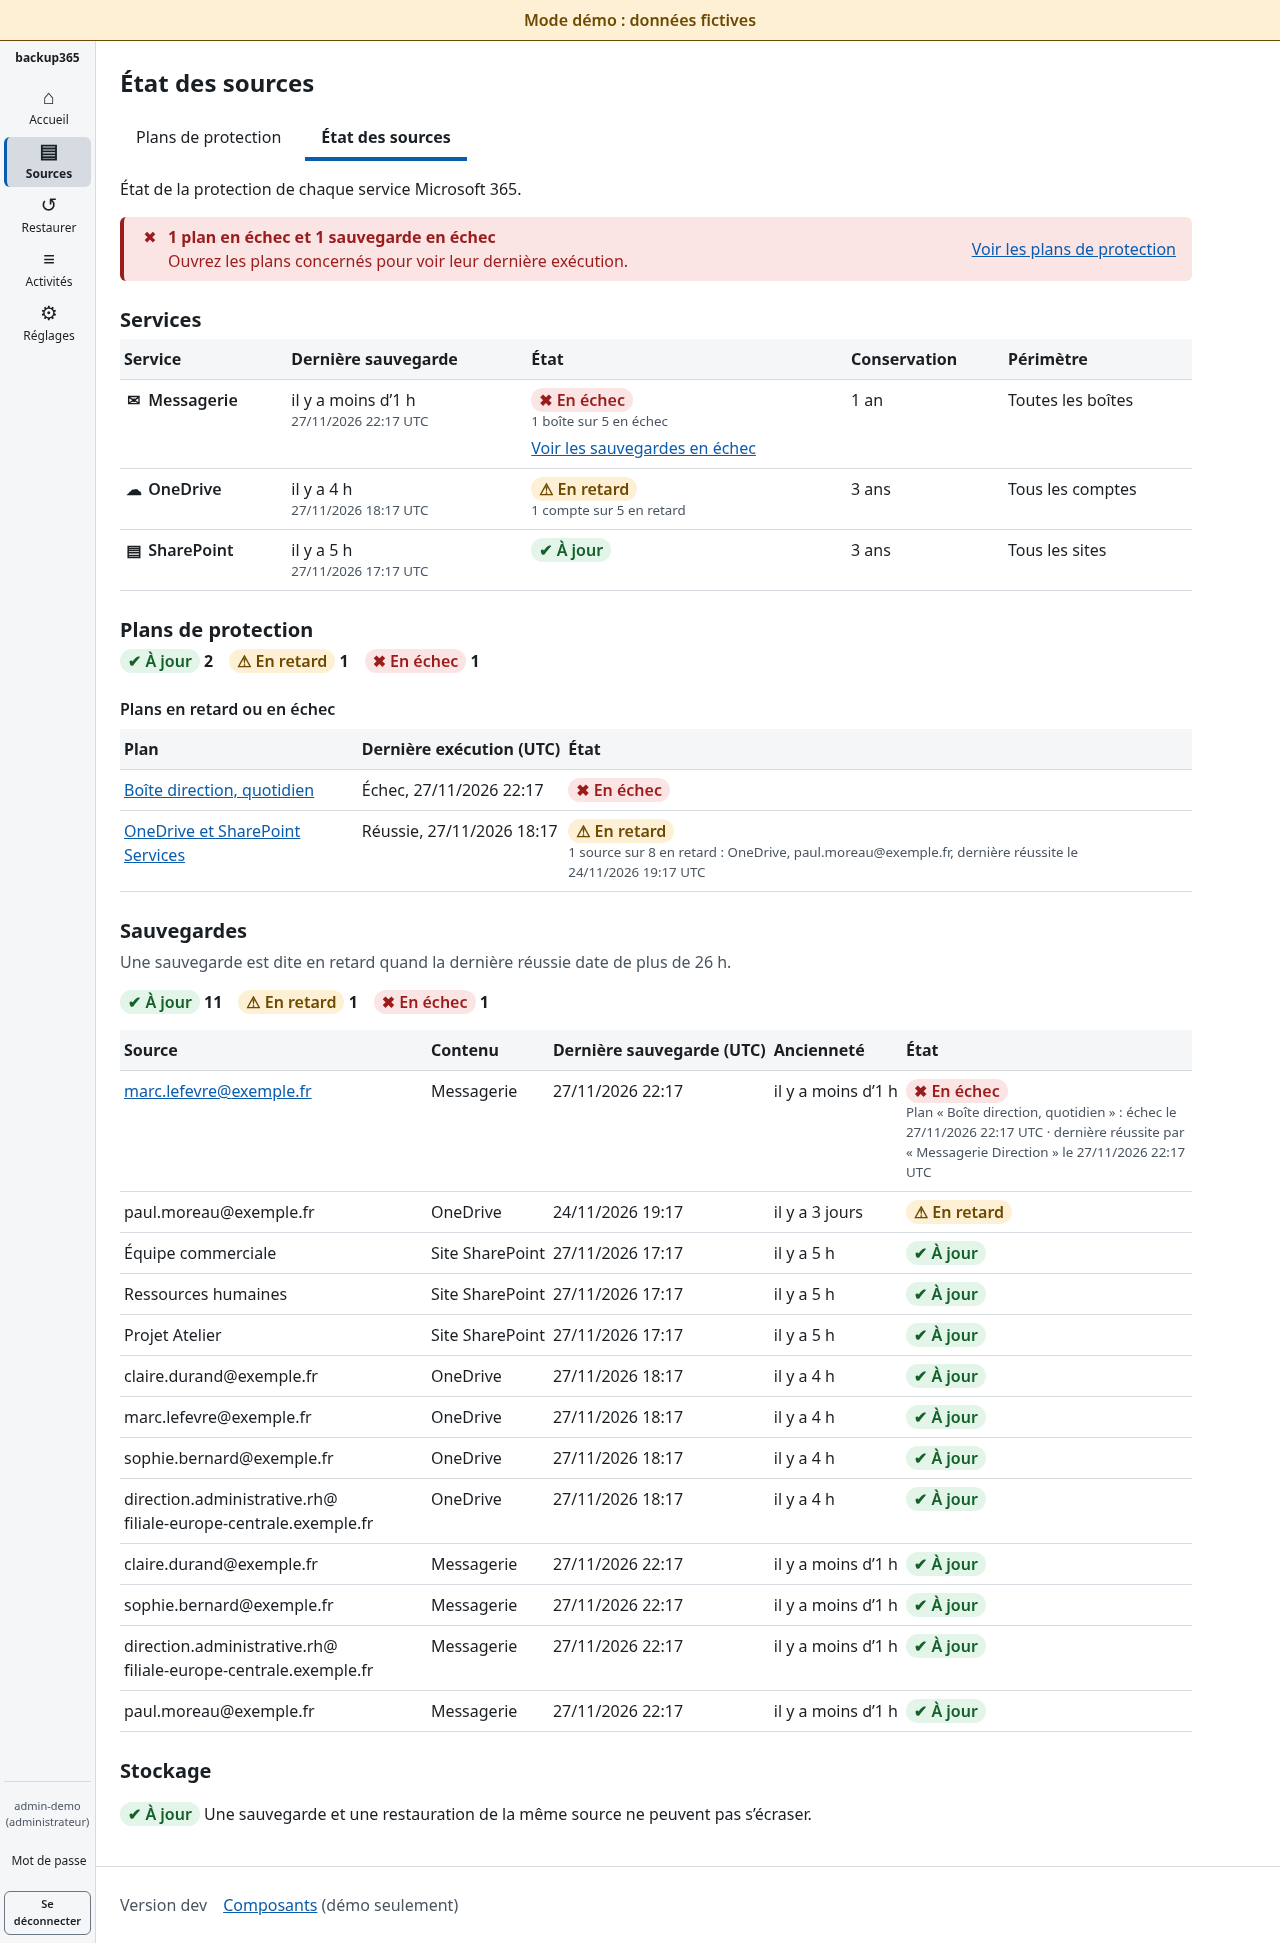 Mode démo : données fictives
backup365
Accueil
Sources
Restaurer
Activités
Réglages
État des sources
Plans de protection État des sources
État de la protection de chaque service Microsoft 365.
1 plan en échec et 1 sauvegarde en échec
Ouvrez les plans concernés pour voir leur dernière exécution.
Voir les plans de protection
Services
Service Dernière sauvegarde État Conservation Périmètre
Messagerie il y a moins d’1 h ✖ En échec 1 an Toutes les boîtes
27/11/2026 22:17 UTC 1 boîte sur 5 en échec
Voir les sauvegardes en échec
OneDrive il y a 4 h ⚠ En retard 3 ans Tous les comptes
27/11/2026 18:17 UTC 1 compte sur 5 en retard
SharePoint il y a 5 h ✔ À jour 3 ans Tous les sites
27/11/2026 17:17 UTC
Plans de protection
✔ À jour 2 ⚠ En retard 1 ✖ En échec 1
Plans en retard ou en échec
Plan Dernière exécution (UTC) État
Boîte direction, quotidien Échec, 27/11/2026 22:17 ✖ En échec
OneDrive et SharePoint Réussie, 27/11/2026 18:17 ⚠ En retard
Services 1 source sur 8 en retard : OneDrive, paul.moreau@exemple.fr, dernière réussite le
24/11/2026 19:17 UTC
Sauvegardes
Une sauvegarde est dite en retard quand la dernière réussie date de plus de 26 h.
✔ À jour 11 ⚠ En retard 1 ✖ En échec 1
Source Contenu Dernière sauvegarde (UTC) Ancienneté État
marc.lefevre@exemple.fr Messagerie 27/11/2026 22:17 il y a moins d’1 h ✖ En échec
Plan « Boîte direction, quotidien » : échec le
27/11/2026 22:17 UTC · dernière réussite par
« Messagerie Direction » le 27/11/2026 22:17
UTC
paul.moreau@exemple.fr OneDrive 24/11/2026 19:17 il y a 3 jours ⚠ En retard
Équipe commerciale Site SharePoint 27/11/2026 17:17 il y a 5 h ✔ À jour
Ressources humaines Site SharePoint 27/11/2026 17:17 il y a 5 h ✔ À jour
Projet Atelier Site SharePoint 27/11/2026 17:17 il y a 5 h ✔ À jour
claire.durand@exemple.fr OneDrive 27/11/2026 18:17 il y a 4 h ✔ À jour
marc.lefevre@exemple.fr OneDrive 27/11/2026 18:17 il y a 4 h ✔ À jour
sophie.bernard@exemple.fr OneDrive 27/11/2026 18:17 il y a 4 h ✔ À jour
direction.administrative.rh@ OneDrive 27/11/2026 18:17 il y a 4 h ✔ À jour
filiale-europe-centrale.exemple.fr
claire.durand@exemple.fr Messagerie 27/11/2026 22:17 il y a moins d’1 h ✔ À jour
sophie.bernard@exemple.fr Messagerie 27/11/2026 22:17 il y a moins d’1 h ✔ À jour
direction.administrative.rh@ Messagerie 27/11/2026 22:17 il y a moins d’1 h ✔ À jour
filiale-europe-centrale.exemple.fr
paul.moreau@exemple.fr Messagerie 27/11/2026 22:17 il y a moins d’1 h ✔ À jour
Stockage
✔ À jour Une sauvegarde et une restauration de la même source ne peuvent pas s’écraser.
admin-demo
(administrateur)
Mot de passe
Se
déconnecter
Version dev Composants (démo seulement)